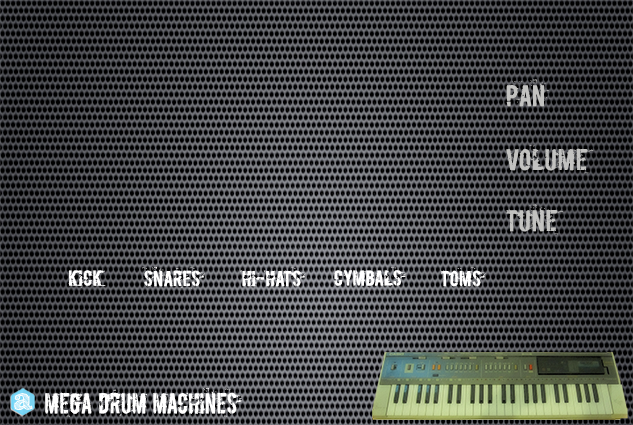 PAN
VOLUME
TUNE
KICK SNARES HI-HATS CYMBALS TOMS
MEGA DRUM MACHINES